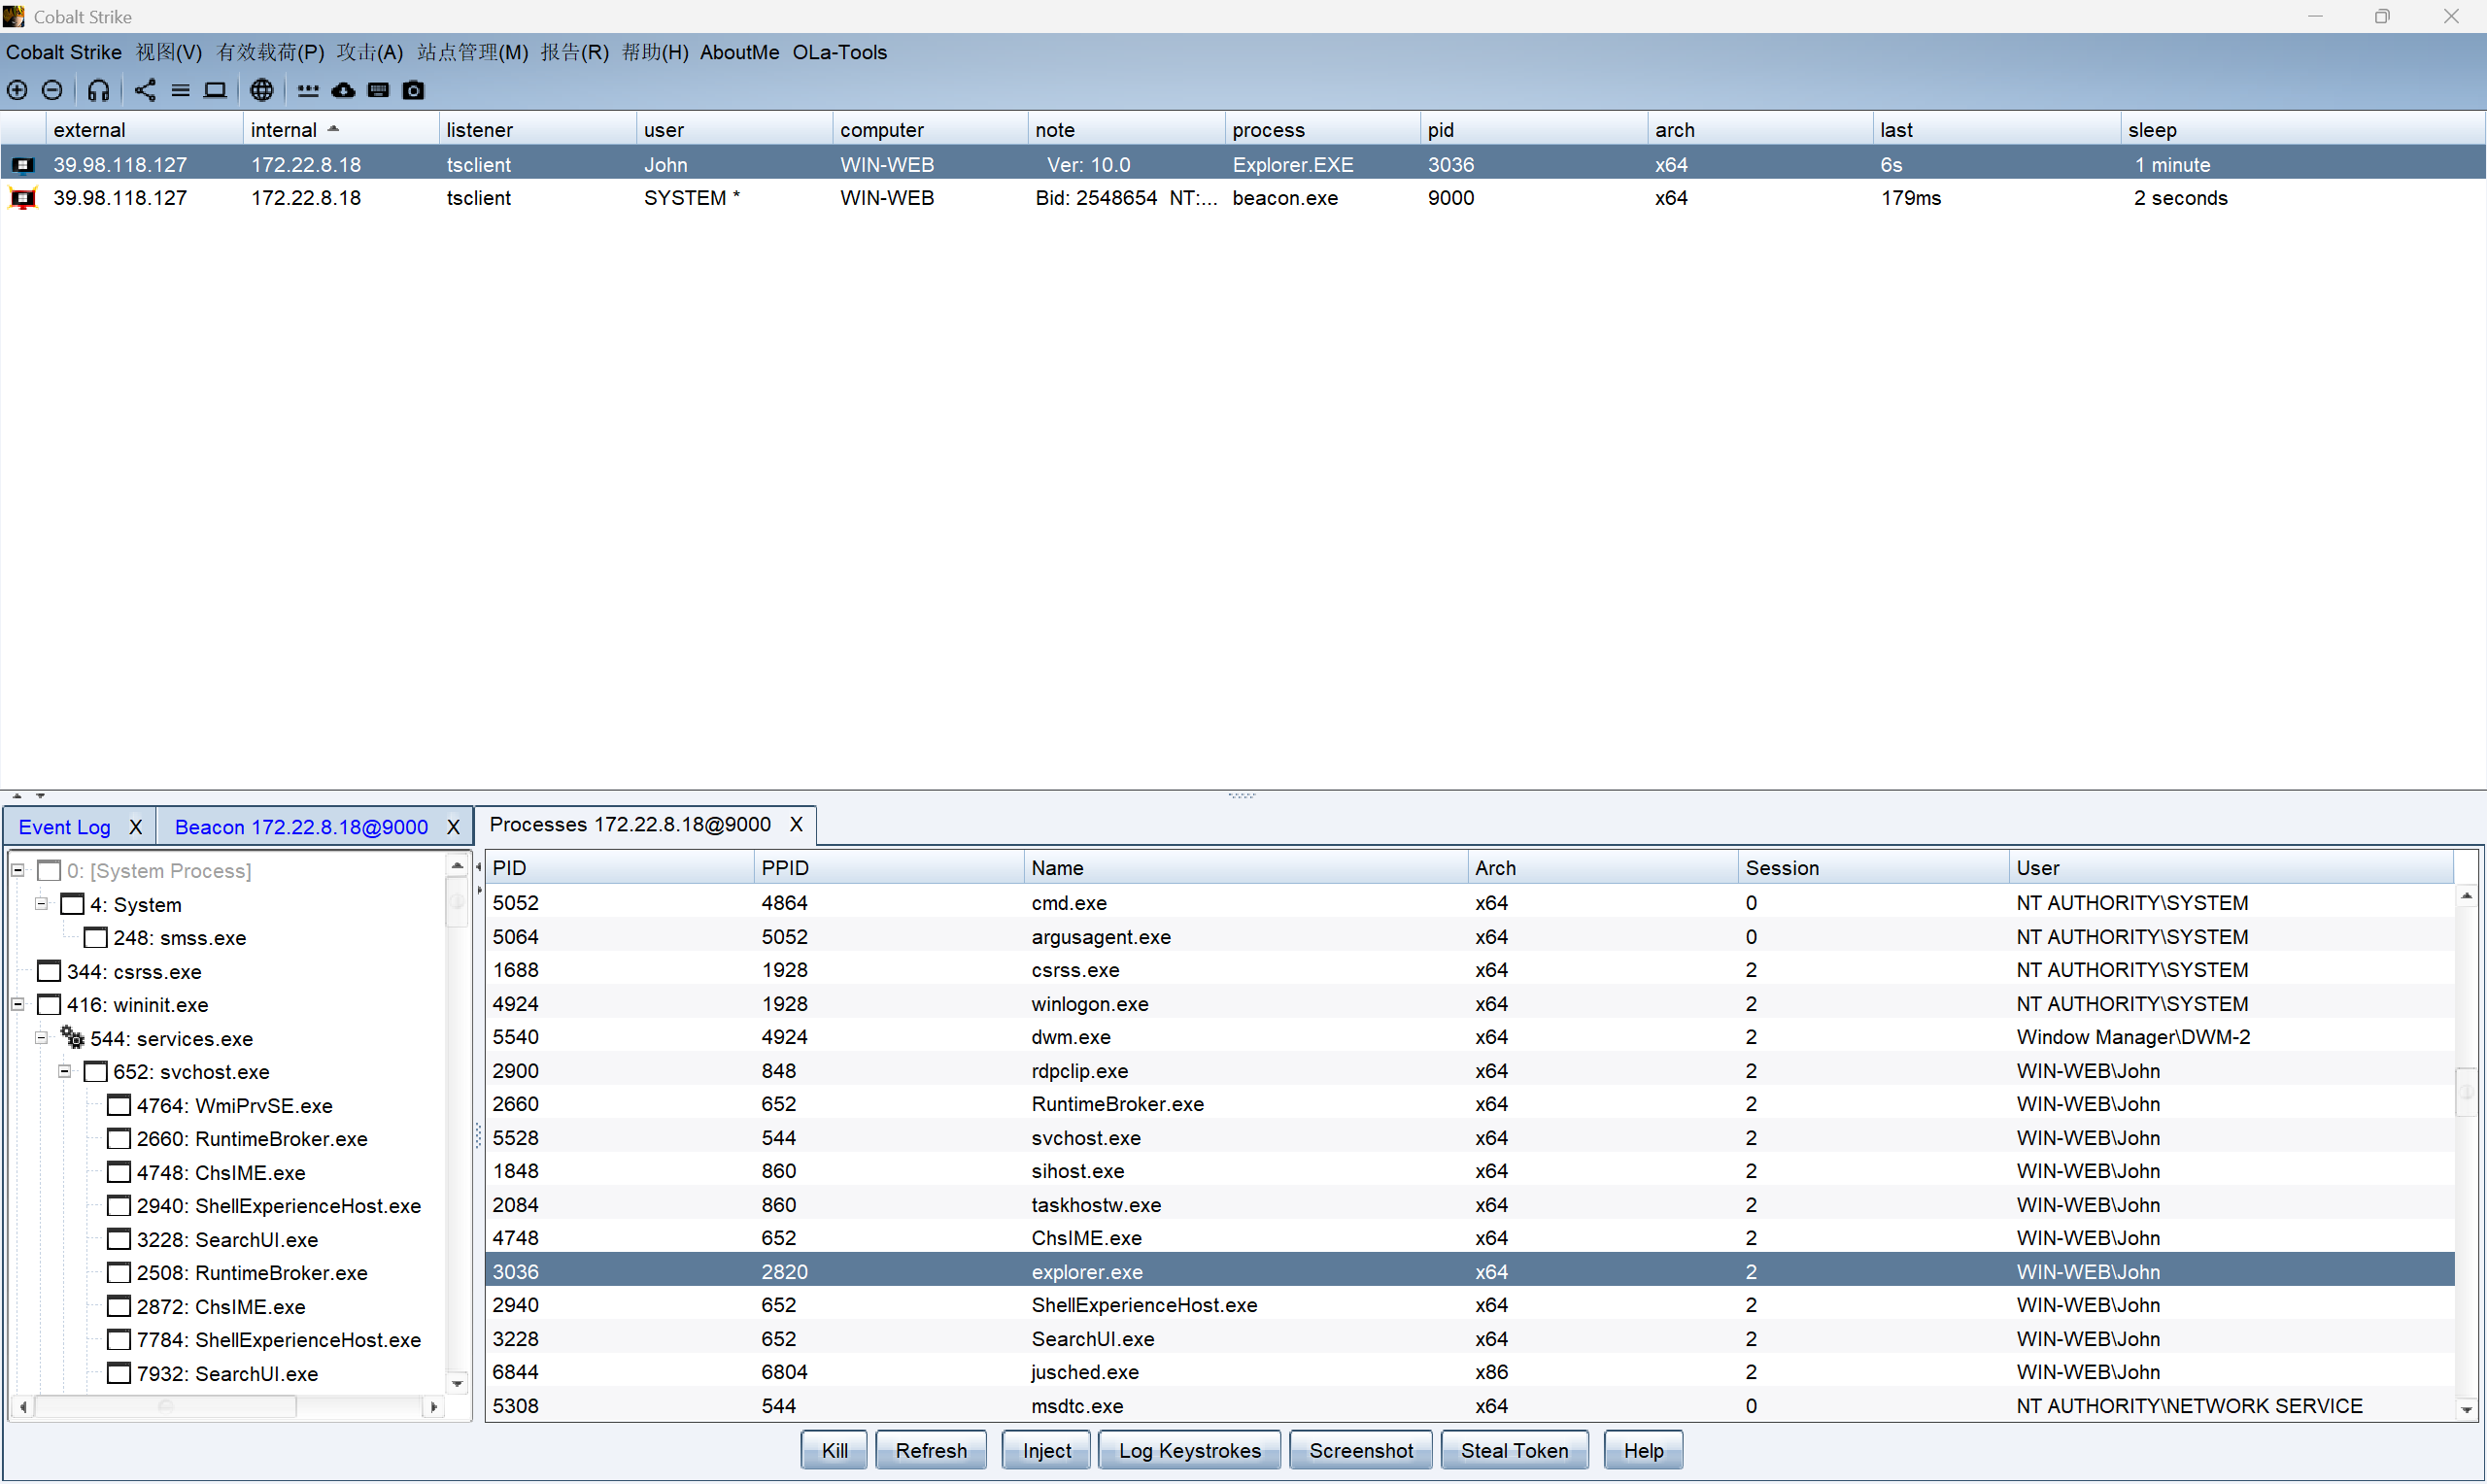 Cobalt Strike
Cobalt Strike 视图(V) 有效载荷(P) 攻击(A) 站点管理(M) 报告(R) 帮助(H) AboutMe OLa-Tools
external internal listener user computer note process pid arch last sleep
39.98.118.127 172.22.8.18 tsclient John WIN-WEB Ver: 10.0 Explorer.EXE 3036 x64 6s 1 minute
39.98.118.127 172.22.8.18 tsclient SYSTEM * WIN-WEB Bid: 2548654 NT:... beacon.exe 9000 x64 179ms 2 seconds
Event Log X Beacon 172.22.8.18@9000 X Processes 172.22.8.18@9000 X
0: [System Process]
4: System
248: smss.exe
344: csrss.exe
416: wininit.exe
544: services.exe
652: svchost.exe
4764: WmiPrvSE.exe
2660: RuntimeBroker.exe
4748: ChsIME.exe
2940: ShellExperienceHost.exe
3228: SearchUI.exe
2508: RuntimeBroker.exe
2872: ChsIME.exe
7784: ShellExperienceHost.exe
7932: SearchUI.exe
PID PPID Name Arch Session User
5052 4864 cmd.exe x64 0 NT AUTHORITY\SYSTEM
5064 5052 argusagent.exe x64 0 NT AUTHORITY\SYSTEM
1688 1928 csrss.exe x64 2 NT AUTHORITY\SYSTEM
4924 1928 winlogon.exe x64 2 NT AUTHORITY\SYSTEM
5540 4924 dwm.exe x64 2 Window Manager\DWM-2
2900 848 rdpclip.exe x64 2 WIN-WEB\John
2660 652 RuntimeBroker.exe x64 2 WIN-WEB\John
5528 544 svchost.exe x64 2 WIN-WEB\John
1848 860 sihost.exe x64 2 WIN-WEB\John
2084 860 taskhostw.exe x64 2 WIN-WEB\John
4748 652 ChsIME.exe x64 2 WIN-WEB\John
3036 2820 explorer.exe x64 2 WIN-WEB\John
2940 652 ShellExperienceHost.exe x64 2 WIN-WEB\John
3228 652 SearchUI.exe x64 2 WIN-WEB\John
6844 6804 jusched.exe x86 2 WIN-WEB\John
5308 544 msdtc.exe x64 0 NT AUTHORITY\NETWORK SERVICE
Kill Refresh Inject Log Keystrokes Screenshot Steal Token Help